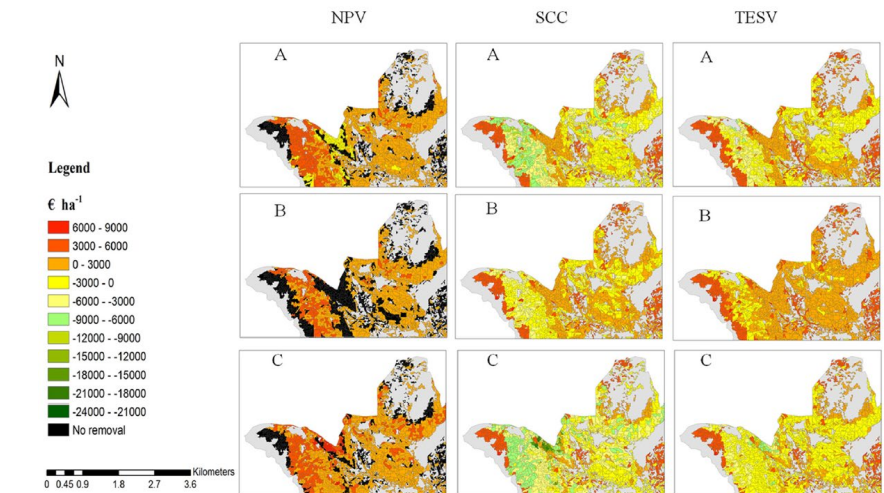 NPV SCC TESV
A A A
N
Legend
€ ha-1
6000 - 9000
3000 - 6000
0 - 3000
-3000 - 0
-6000 - -3000
-9000 - -6000
-12000 - -9000
-15000 - -12000
-18000 - -15000
-21000 - -18000
-24000 - -21000
No removal
B B B
C C C
Kilometers
0 0.45 0.9 1.8 2.7 3.6